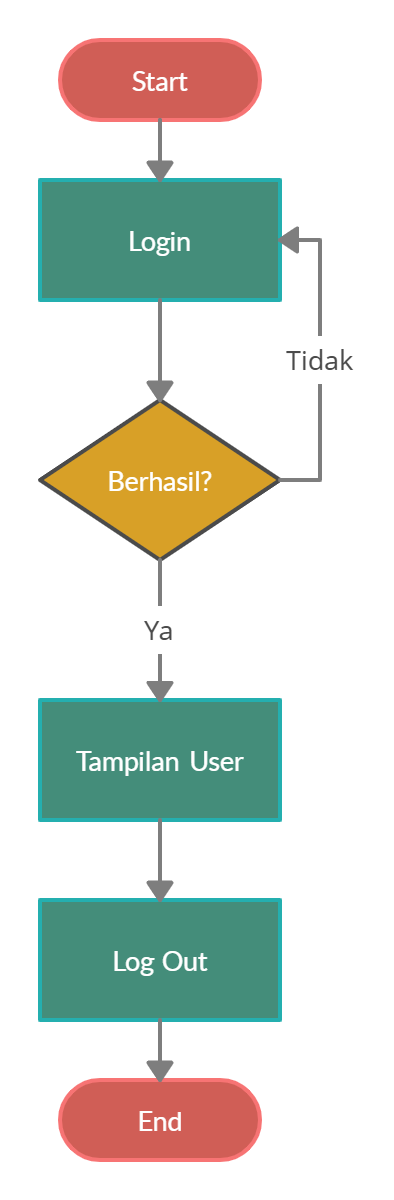 Start
Login
Tidak
Berhasil?
Ya
Tampilan User
Log Out
End